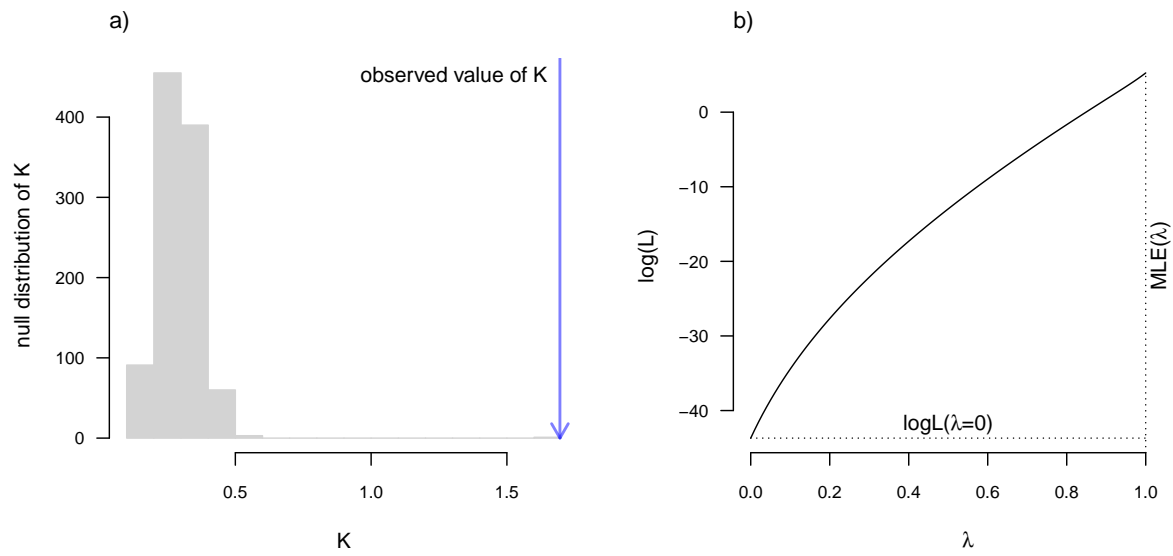 a)
observed value of K
null distribution of K
400
300
200
100
0
0.5 1.0 1.5
K
b)
log(L)
0
−10
−20
−30
−40
logL(λ=0)
MLE(λ)
0.0 0.2 0.4 0.6 0.8 1.0
λ